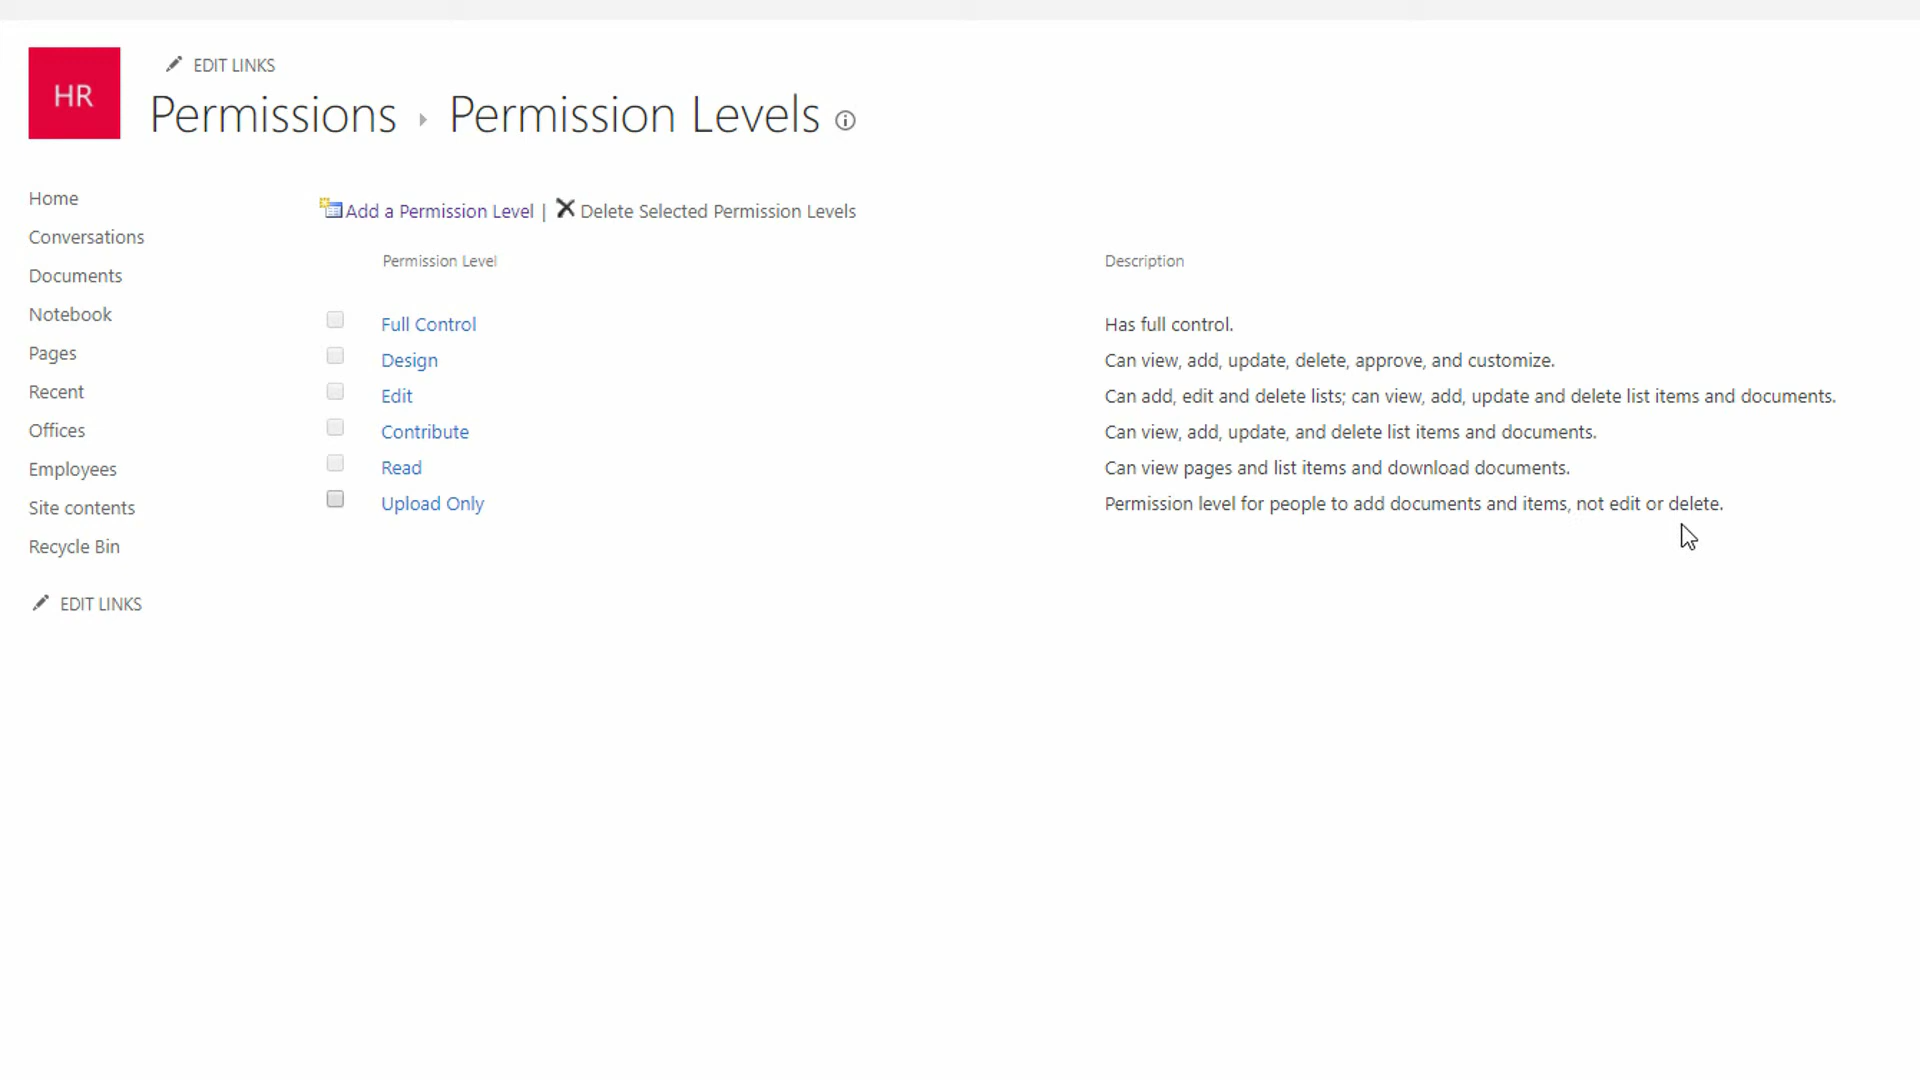 HR
EDIT LINKS
Permissions
Permission Levels
Home
Conversations
Documents
Notebook
Pages
Recent
Offices
Employees
Site contents
Recycle Bin
EDIT LINKS
Add a Permission Level | Delete Selected Permission Levels
Permission Level Description
Full Control Has full control.
Design Can view, add, update, delete, approve, and customize.
Edit Can add, edit and delete lists; can view, add, update and delete list items and documents.
Contribute Can view, add, update, and delete list items and documents.
Read Can view pages and list items and download documents.
Upload Only Permission level for people to add documents and items, not edit or delete.